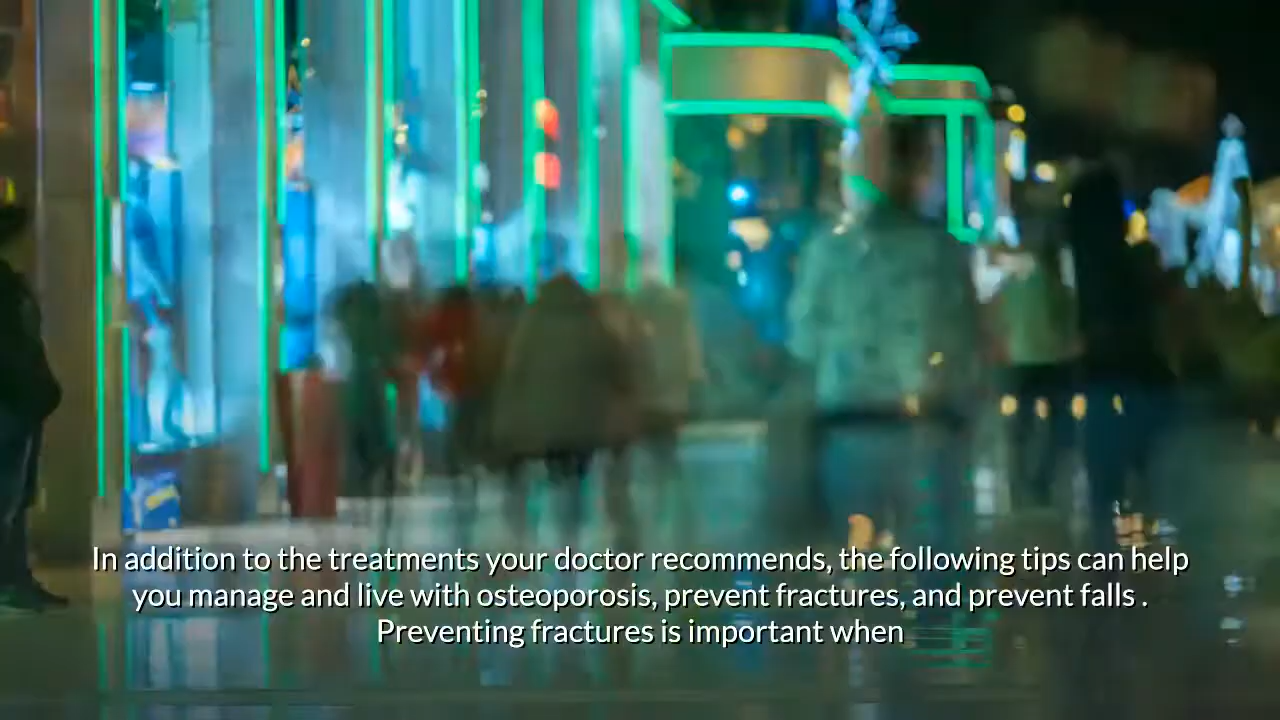 In addition to the treatments your doctor recommends, the following tips can help
you manage and live with osteoporosis, prevent fractures, and prevent falls .
Preventing fractures is important when